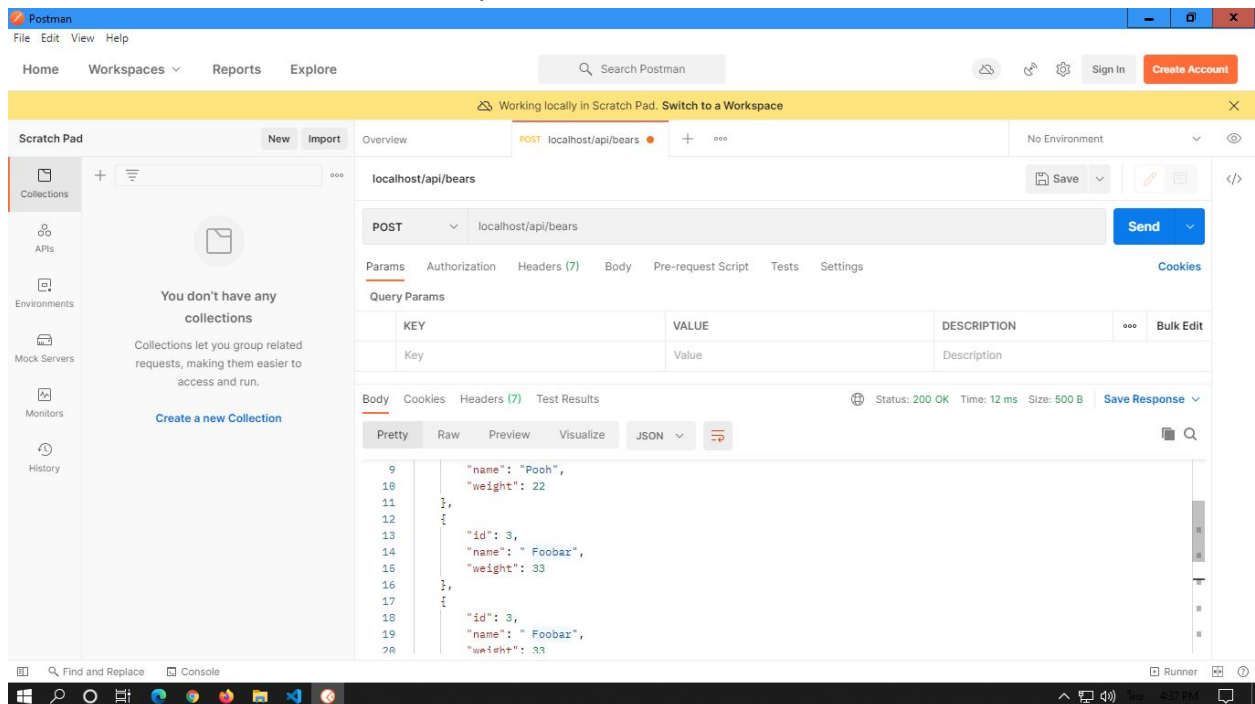 Postman
File Edit View Help
Home Workspaces Reports Explore
Search Postman
Sign In Create Account
Working locally in Scratch Pad. Switch to a Workspace
Scratch Pad New Import
Overview POST localhost/api/bears
No Environment
Collections
APIs
Environments
Mock Servers
Monitors
History
You don't have any
collections
Collections let you group related
requests, making them easier to
access and run.
Create a new Collection
localhost/api/bears
Save
POST localhost/api/bears Send
Params Authorization Headers (7) Body Pre-request Script Tests Settings Cookies
Query Params
KEY VALUE DESCRIPTION Bulk Edit
Key Value Description
Body Cookies Headers (7) Test Results Status: 200 OK Time: 12 ms Size: 500 B Save Response
Pretty Raw Preview Visualize JSON
9 "name": "Pooh",
10 "weight": 22
11 },
12 {
13 "id": 3,
14 "name": " Foobar",
15 "weight": 33
16 },
17 {
18 "id": 3,
19 "name": " Foobar",
20 "weight": 33
Find and Replace Console Runner
4:37 PM